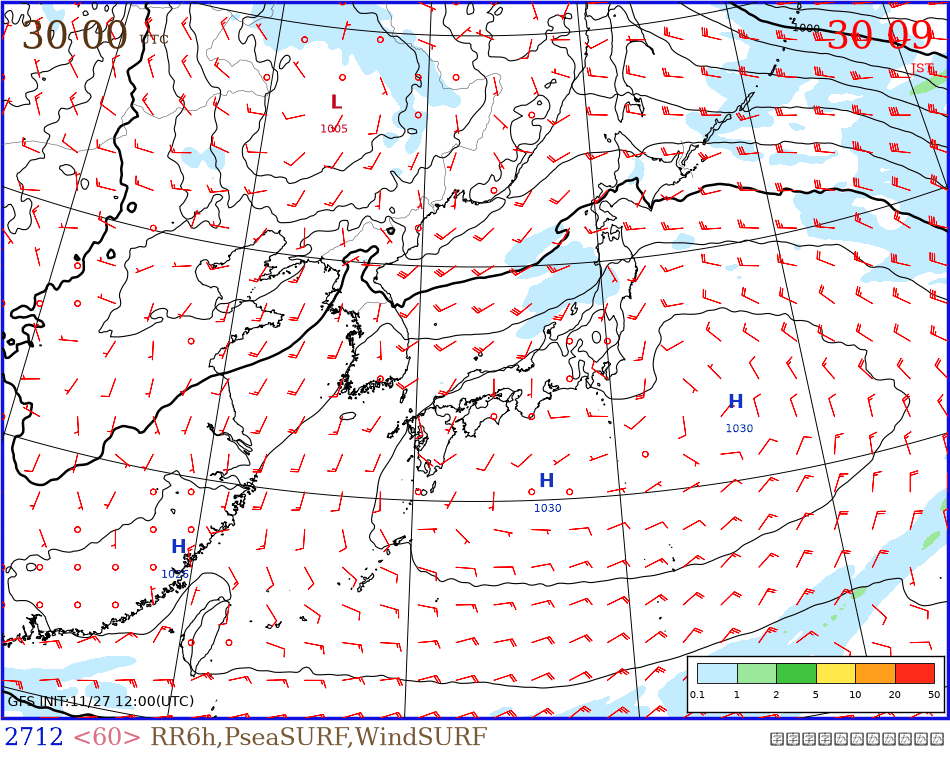 30 00 UTC
30 09
JST
1000
L
1005
H
1030
H
1030
H
1026
0.1 1 2 5 10 20 50
GFS INIT:11/27 12:00(UTC)
2712 <60> RR6h,PseaSURF,WindSURF